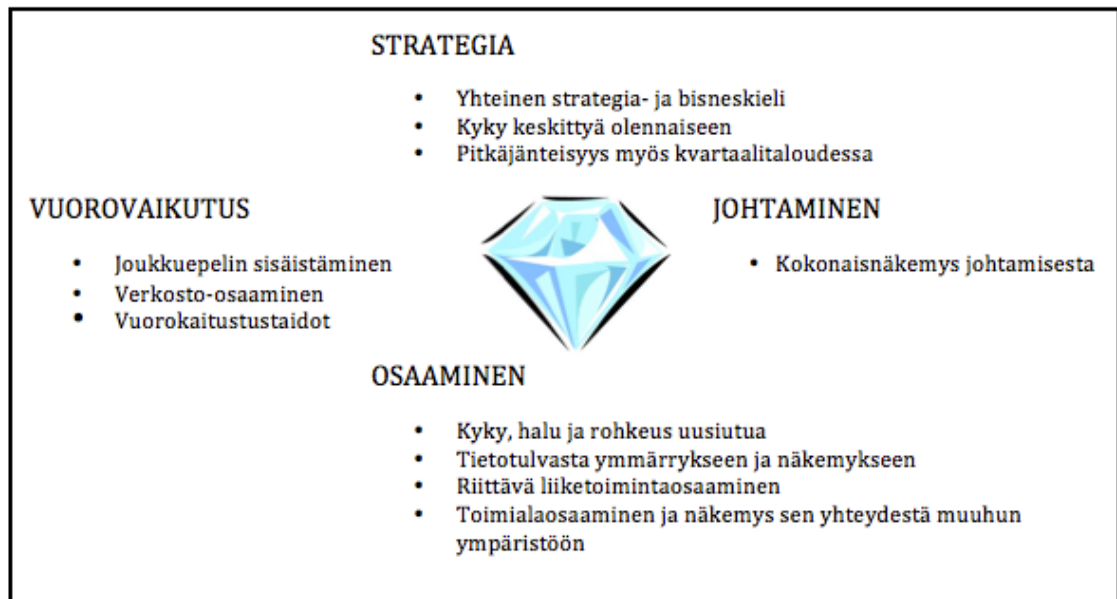 STRATEGIA
• Yhteinen strategia- ja bisneskieli
• Kyky keskittyä olennaiseen
• Pitkäjänteisyys myös kvartaalitaloudessa
VUOROVAIKUTUS
• Joukkuepelin sisäistäminen
• Verkosto-osaaminen
• Vuorokaitustustaidot
JOHTAMINEN
• Kokonaisnäkemys johtamisesta
OSAAMINEN
• Kyky, halu ja rohkeus uusiutua
• Tietotulvasta ymmärrykseen ja näkemykseen
• Riittävä liiketoimintaosaaminen
• Toimialaosaaminen ja näkemys sen yhteydestä muuhun
ympäristöön